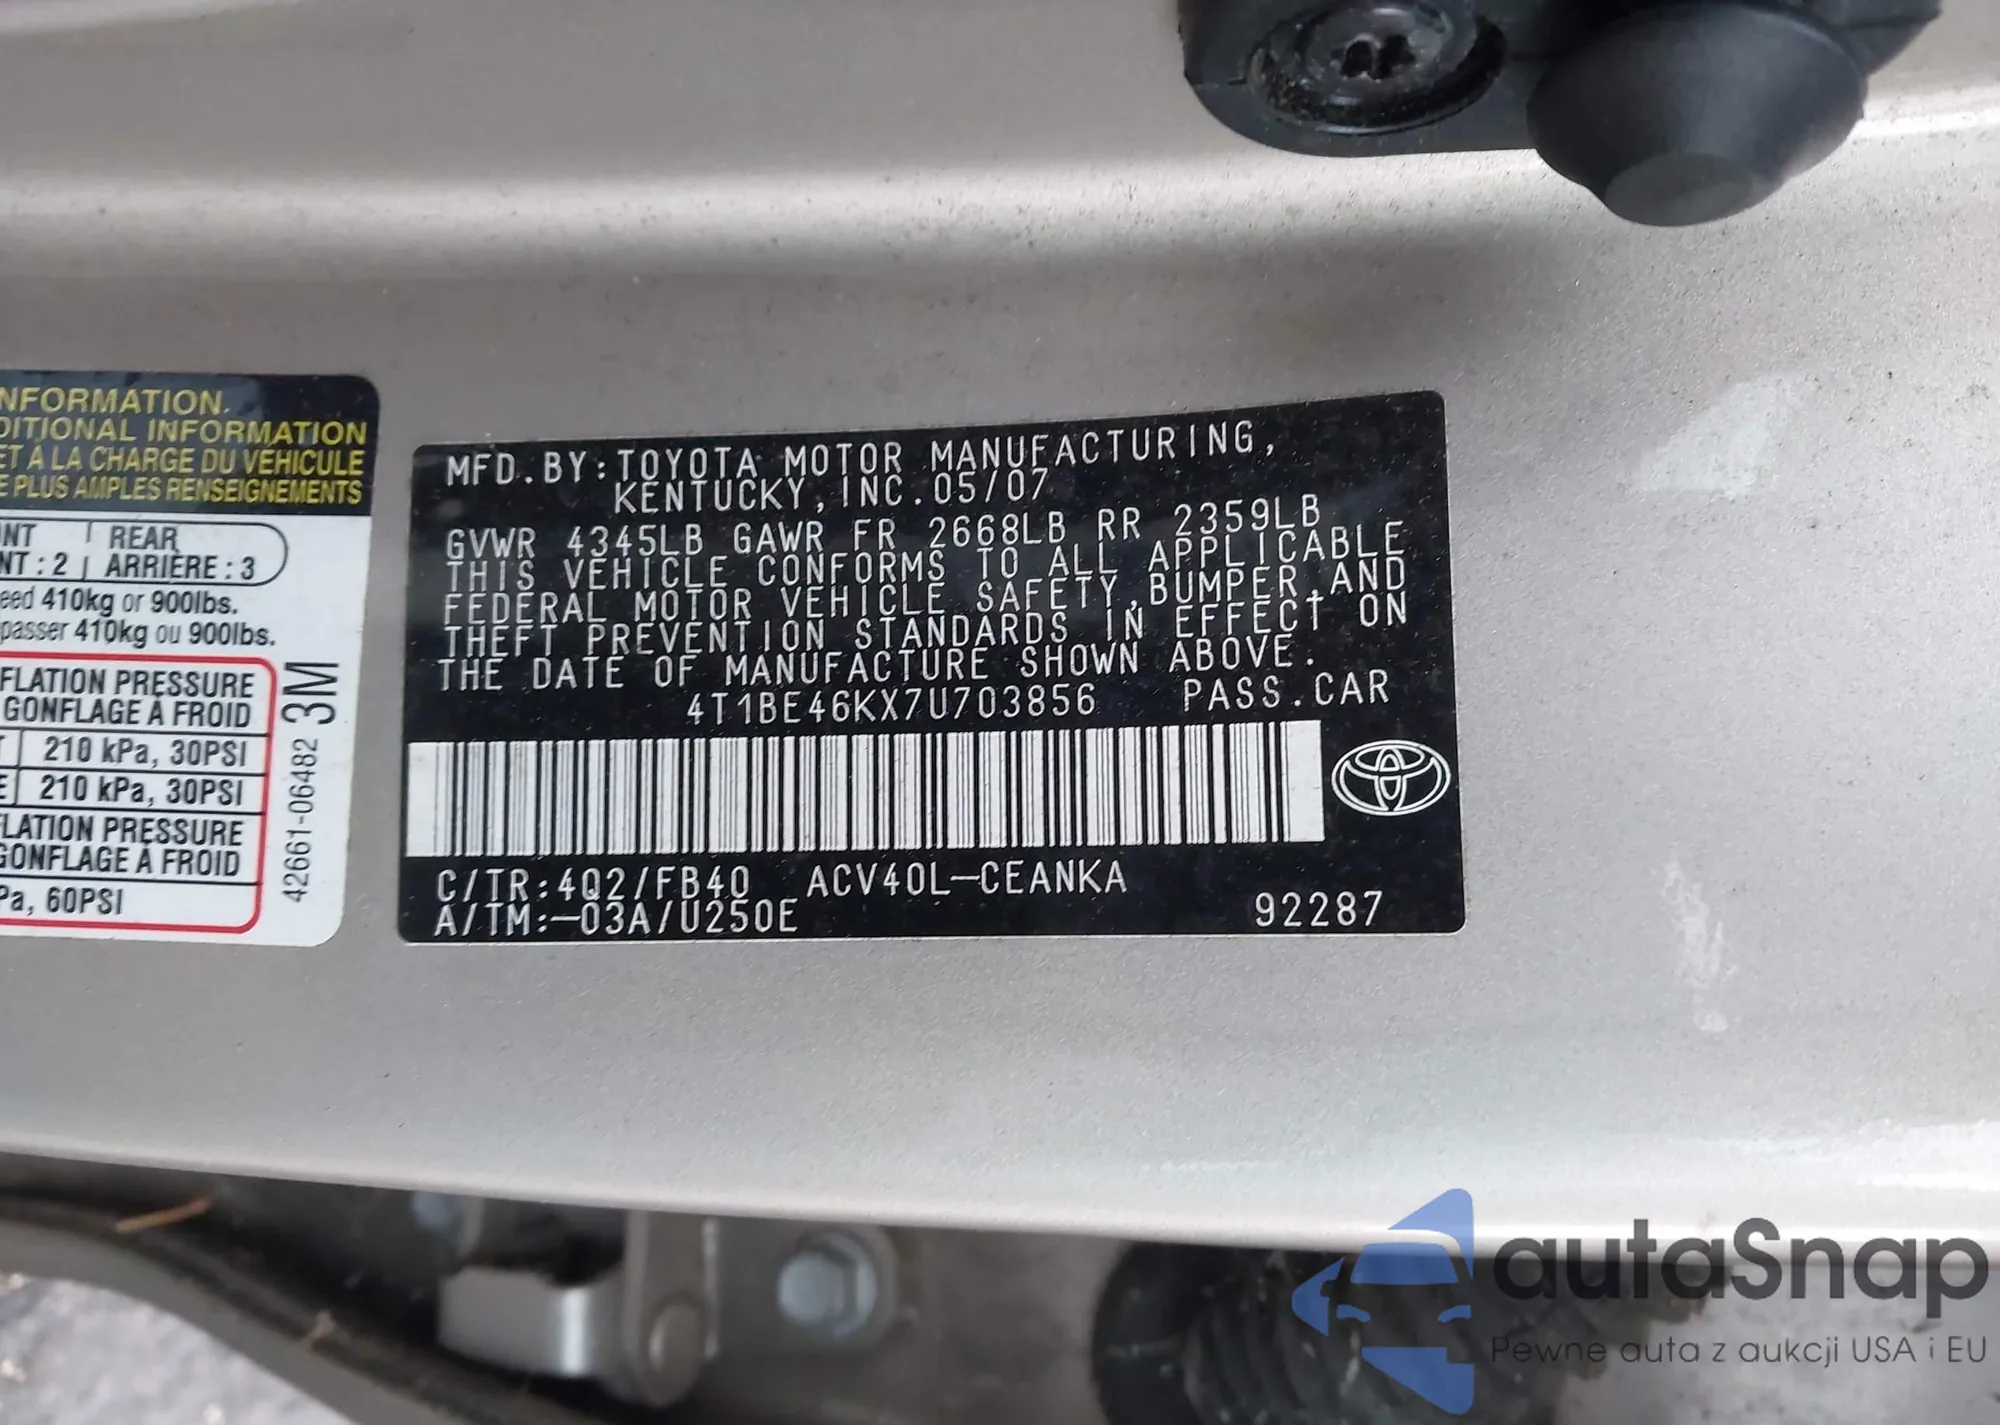 NFORMATION.
DITIONAL INFORMATION
ET À LA CHARGE DU VÉHICULE
E PLUS AMPLES RENSEIGNEMENTS
REAR
NT : 2 ARRIÈRE : 3
eed 410kg or 900lbs.
passer 410kg ou 900lbs.
FLATION PRESSURE
GONFLAGE À FROID
210 kPa, 30PSI
210 kPa, 30PSI
LATION PRESSURE
GONFLAGE À FROID
Pa, 60PSI
42661-06482 3M
MFD.BY:TOYOTA MOTOR MANUFACTURING,
KENTUCKY,INC.05/07
GVWR 4345LB GAWR FR 2668LB RR 2359LB
THIS VEHICLE CONFORMS TO ALL APPLICABLE
FEDERAL MOTOR VEHICLE SAFETY,BUMPER,AND
THEFT PREVENTION STANDARDS IN EFFECT ON
THE DATE OF MANUFACTURE SHOWN ABOVE.
4T1BE46KX7U703856 PASS.CAR
C/TR:4Q2/FB40 ACV40L-CEANKA
A/TM:-03A/U250E 92287
autaSnap
Pewne auta z aukcji USA i EU